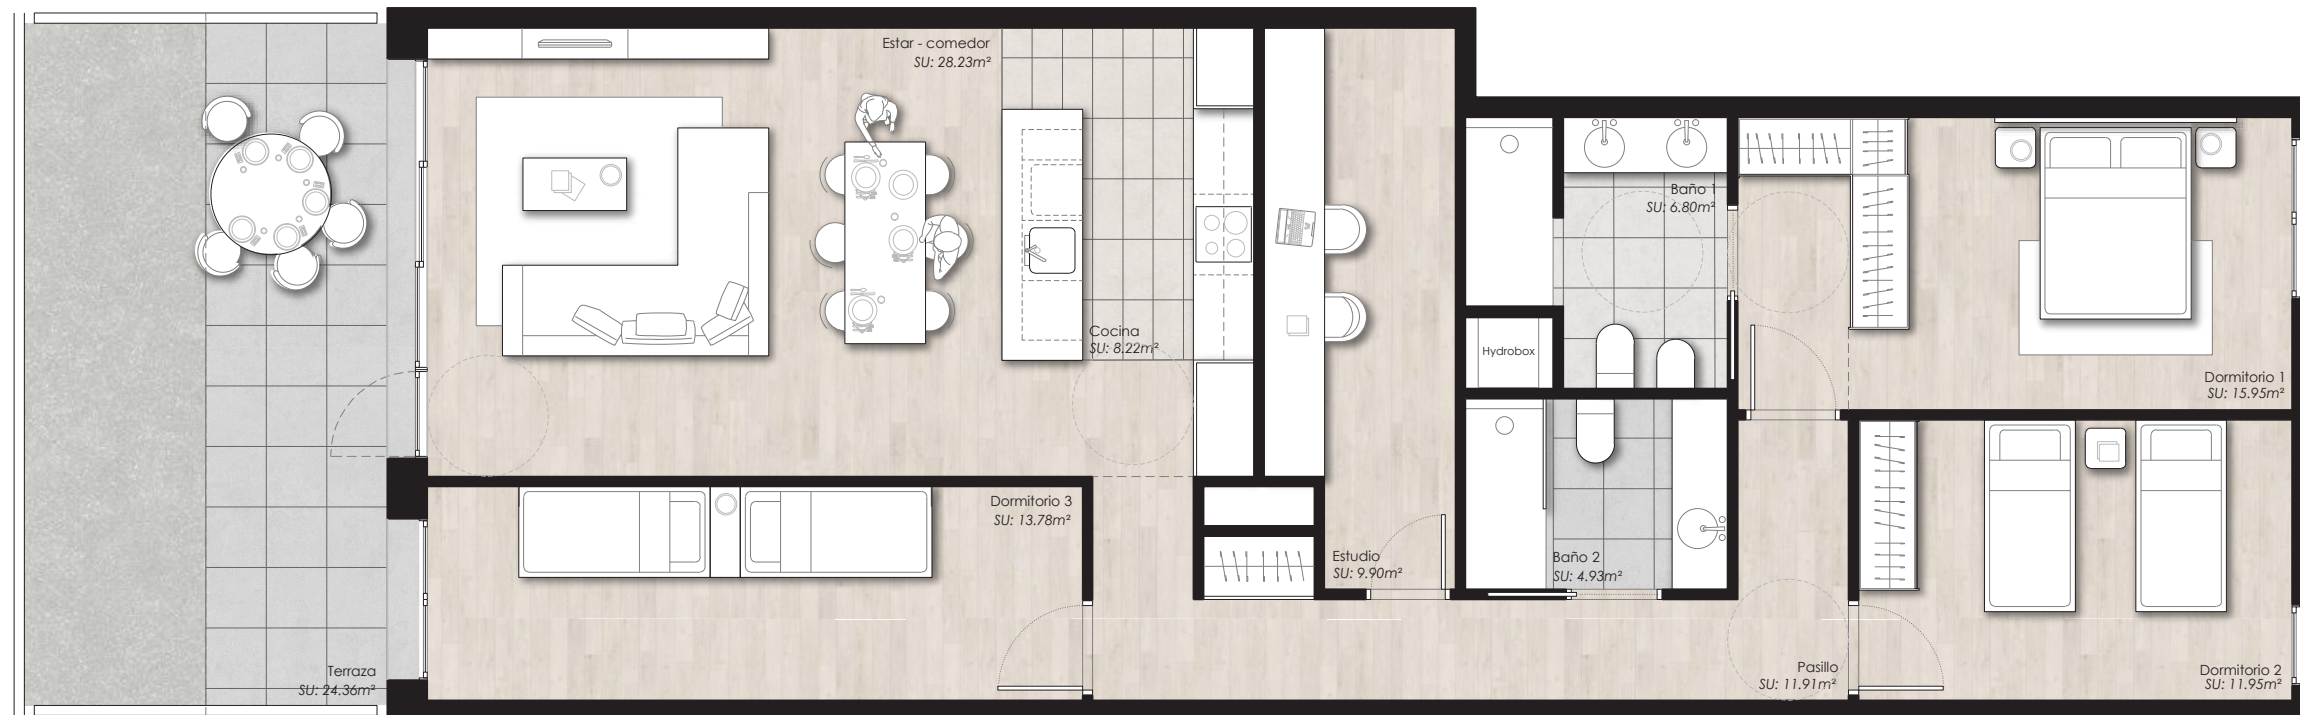 Estar - comedor
SU: 28.23m²
Baño 1
SU: 6.80m²
Cocina
SU: 8.22m²
Hydrobox
Dormitorio 1
SU: 15.95m²
Dormitorio 3
SU: 13.78m²
Estudio
SU: 9.90m²
Baño 2
SU: 4.93m²
Terraza
SU: 24.36m²
Pasillo
SU: 11.91m²
Dormitorio 2
SU: 11.95m²